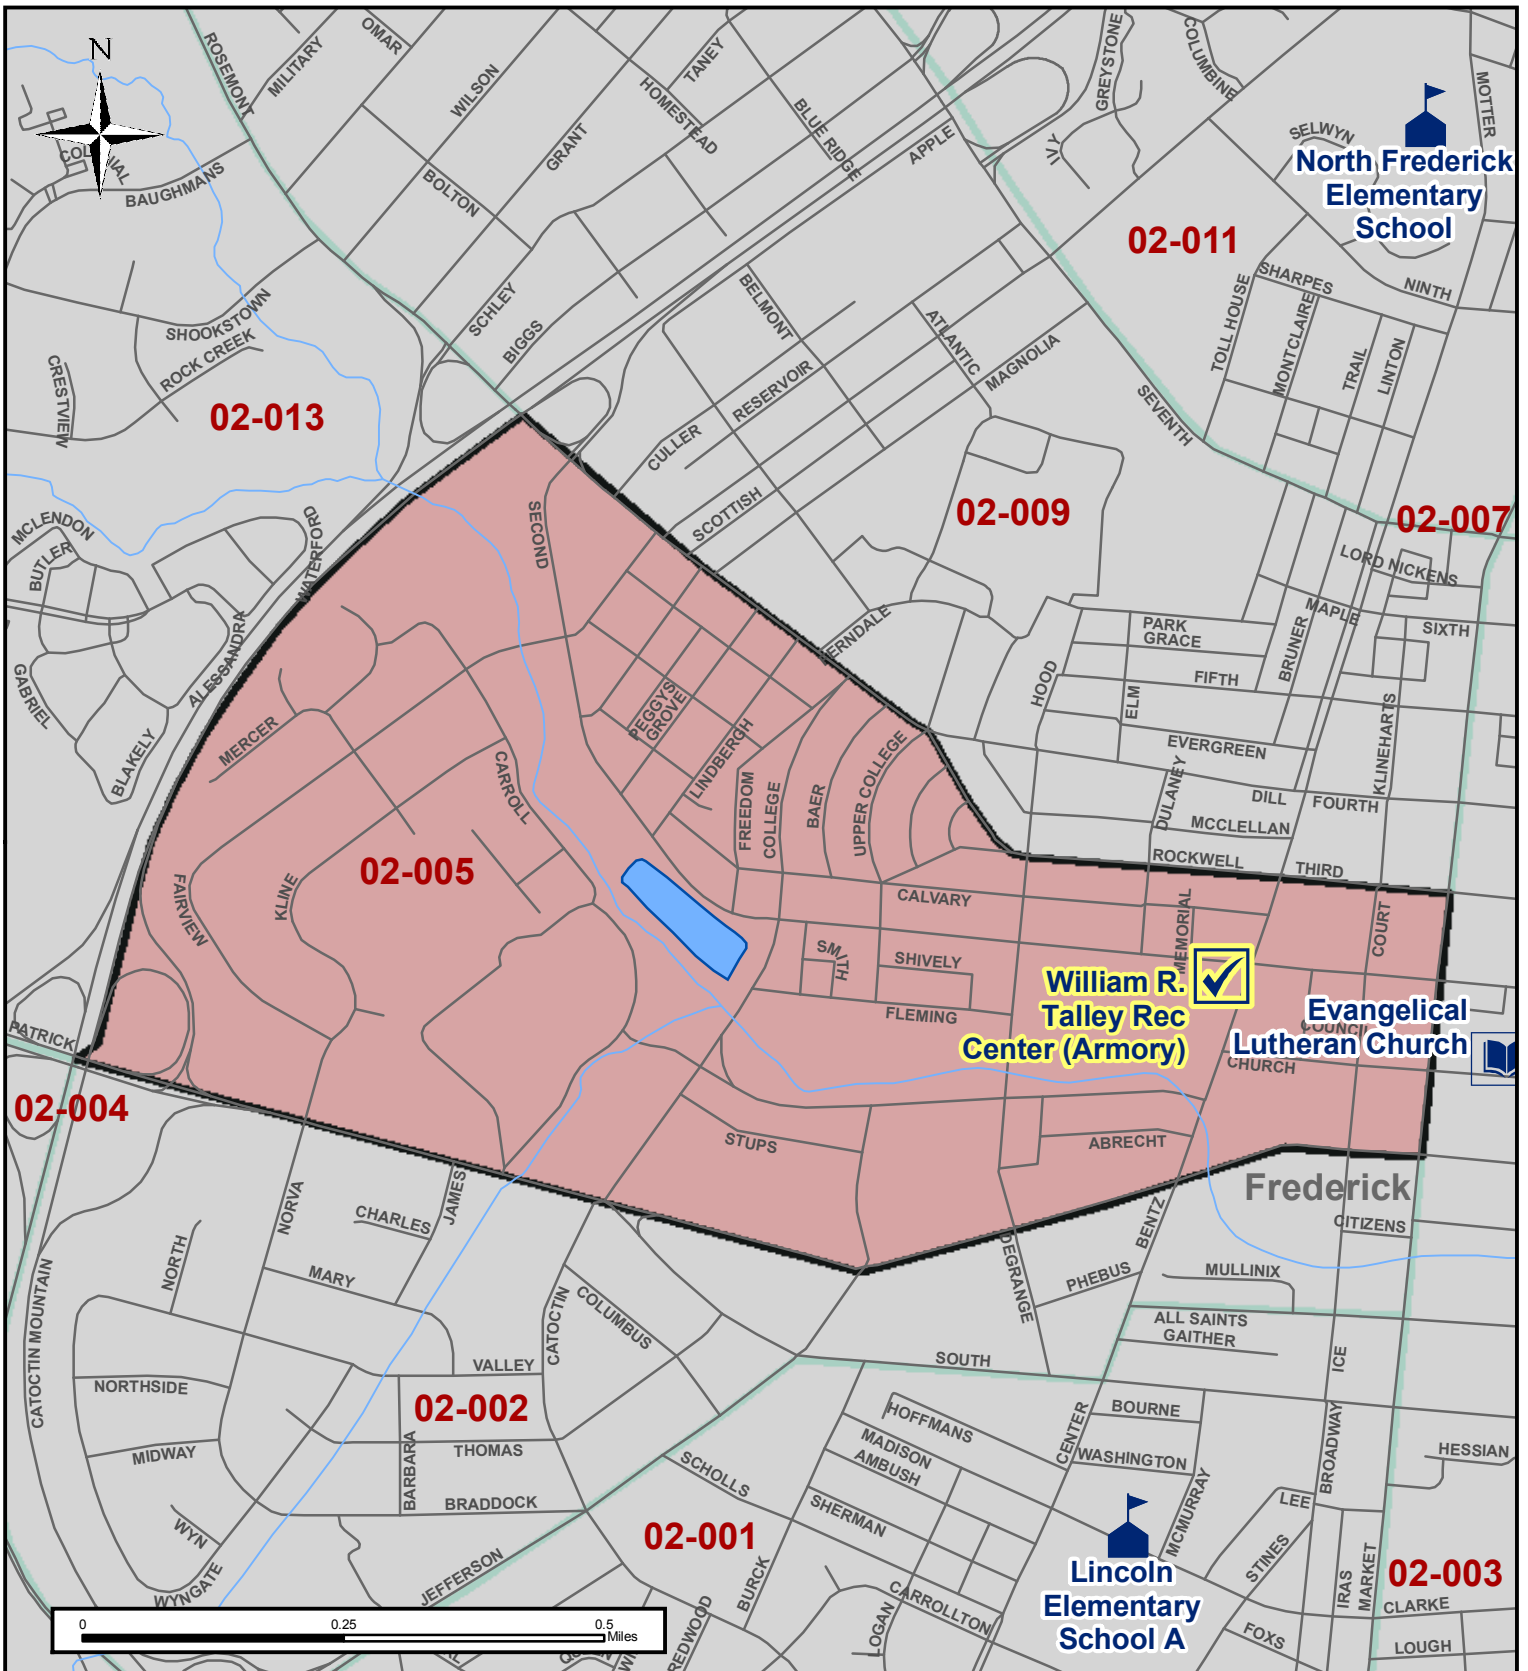 N
ROSEMONT
MILITARY
OMAR
WILSON
TANEY
HOMESTEAD
GRANT
BOLTON
BLUE RIDGE
APPLE
GREYSTONE
COLUMBINE
IVY
SELWYN
MOTTER
North Frederick
Elementary
School
BAUGHMANS
02-011
SHARPES
NINTH
TOLL HOUSE
MONTCLAIRE
TRAIL
LINTON
SHOOKSTOWN
ROCK CREEK
CRESTVIEW
SCHLEY
BIGGS
BELMONT
ATLANTIC
MAGNOLIA
RESERVOIR
CULLER
SEVENTH
02-013
SCOTTISH
02-009
02-007
SECOND
MCLENDON
BUTLER
WATERFORD
LORD NICKENS
MAPLE
SIXTH
PARK
GRACE
BRUNER
FIFTH
HOOD
ELM
ALESSANDRA
GABRIEL
BLAKELY
MERCER
PEGGYS
GROVE
LINDBERGH
CARROLL
FREEDOM
COLLEGE
BAER
UPPER COLLEGE
EVERGREEN
KLINEHARTS
DULANEY
DILL
FOURTH
MCCLELLAN
ROCKWELL
THIRD
02-005
FAIRVIEW
KLINE
CALVARY
MEMORIAL
COURT
SMITH
SHIVELY
FLEMING
William R.
Talley Rec
Center (Armory)
Evangelical
Lutheran Church
CHURCH
PATRICK
02-004
STUPS
ABRECHT
Frederick
CITIZENS
NORVA
JAMES
CHARLES
NORTH
MARY
DEGRANGE
BENTZ
PHEBUS
MULLINIX
ALL SAINTS
GAITHER
ICE
CATOCTIN MOUNTAIN
CATOCTIN
COLUMBUS
VALLEY
SOUTH
NORTHSIDE
02-002
MIDWAY
BARBARA
THOMAS
BRADDOCK
HOFFMANS
MADISON
AMBUSH
CENTER
BOURNE
WASHINGTON
BROADWAY
HESSIAN
SCHOLLS
SHERMAN
MCMURRAY
LEE
STINES
WYN
WYNGATE
JEFFERSON
02-001
BURCK
Lincoln
Elementary
School A
IRAS
MARKET
02-003
CLARKE
LOGAN
CARROLLTON
REDWOOD
FOXS
LOUGH
0 0.25 0.5
Miles